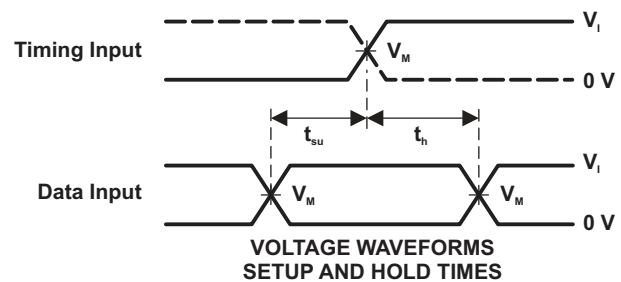 V_I
Timing Input
V_M
0 V
t_su
t_h
V_I
Data Input
V_M
V_M
0 V
VOLTAGE WAVEFORMS
SETUP AND HOLD TIMES